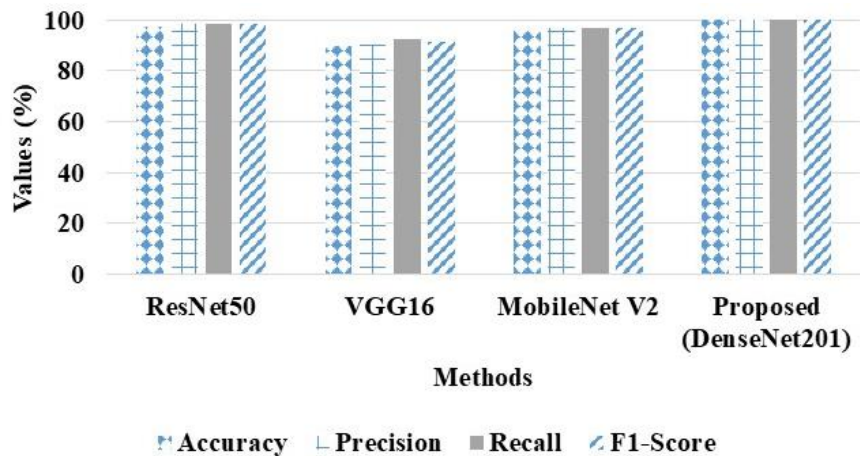 100
80
60
40
20
0
Values (%)
ResNet50
VGG16
MobileNet V2
Proposed
(DenseNet201)
Methods
Accuracy
Precision
Recall
F1-Score